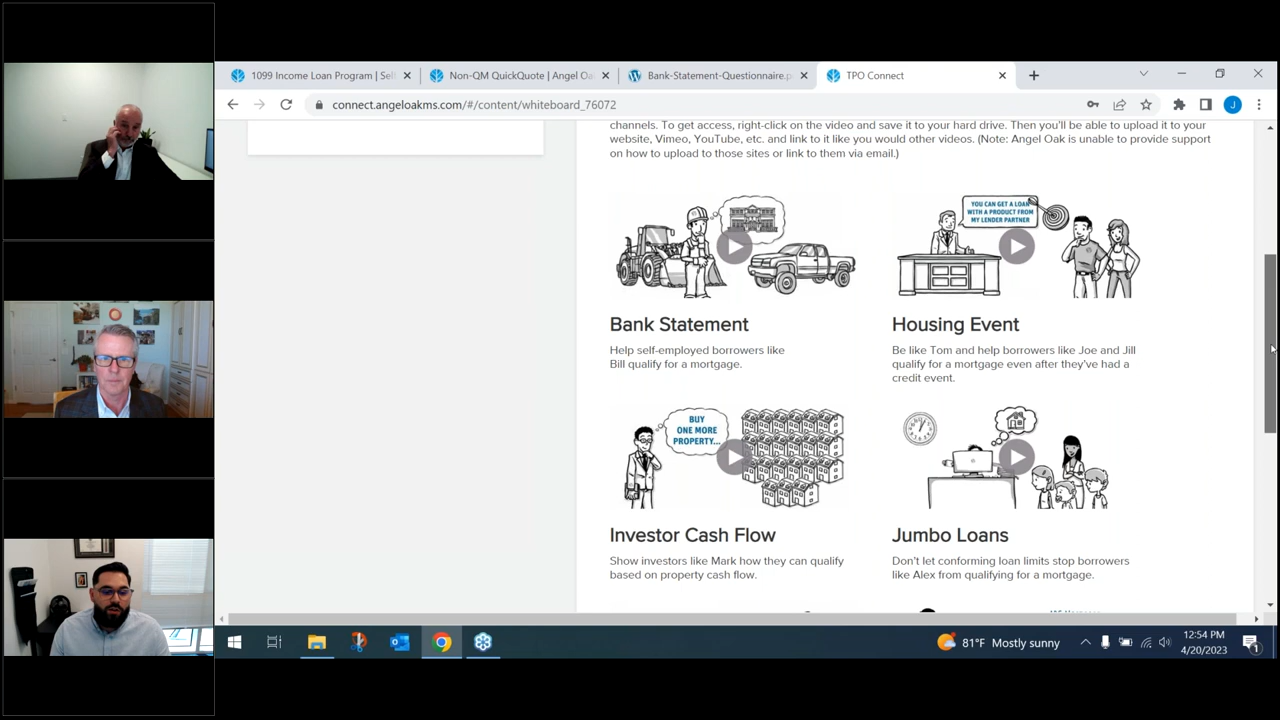 1099 Income Loan Program | Sel
Non-QM QuickQuote | Angel O
Bank-Statement-Questionnaire.p
TPO Connect
connect.angeloakms.com/#/content/whiteboard_76072
J
channels. To get access, right-click on the video and save it to your hard drive. Then you'll be able to upload it to your
website, Vimeo, YouTube, etc. and link to it like you would other videos. (Note: Angel Oak is unable to provide support
on how to upload to those sites or link to them via email.)
YOU CAN GET A LOAN
WITH A PRODUCT FROM
MY LENDER PARTNER
Bank Statement
Help self-employed borrowers like
Bill qualify for a mortgage.
Housing Event
Be like Tom and help borrowers like Joe and Jill
qualify for a mortgage even after they've had a
credit event.
BUY
ONE MORE
PROPERTY...
Investor Cash Flow
Show investors like Mark how they can qualify
based on property cash flow.
Jumbo Loans
Don't let conforming loan limits stop borrowers
like Alex from qualifying for a mortgage.
81°F Mostly sunny
12:54 PM
4/20/2023
1